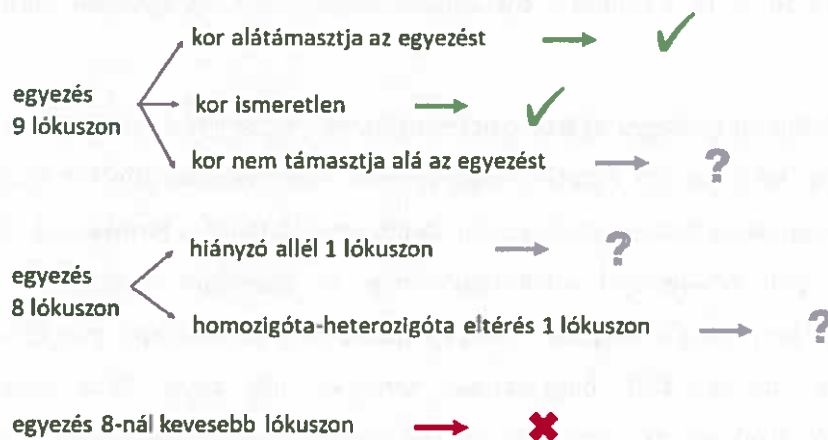 kor alátámasztja az egyezést
egyezés
9 lókuszon
kor ismeretlen
kor nem támasztja alá az egyezést
?
hiányzó allél 1 lókuszon
?
egyezés
8 lókuszon
homozigóta-heterozigóta eltérés 1 lókuszon
?
egyezés 8-nál kevesebb lókuszon